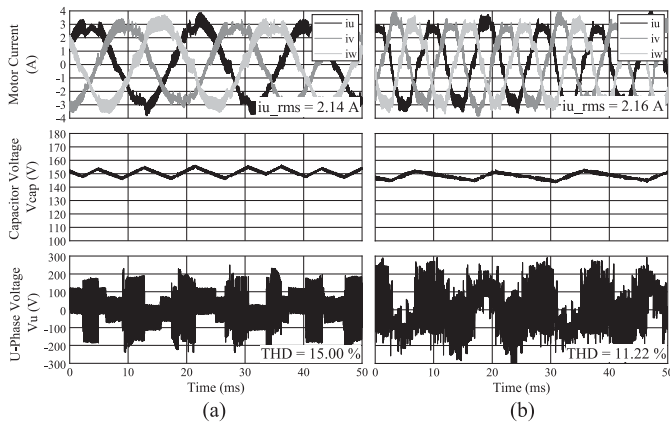 Motor Current
(A)
4
3
2
1
0
-1
-2
-3
-4
iu
iv
iw
iu_rms = 2.14 A
iu
iv
iw
iu_rms = 2.16 A
Capacitor Voltage
Vcap (V)
180
170
160
150
140
130
120
110
100
U-Phase Voltage
Vu (V)
300
200
100
0
-100
-200
-300
THD = 15.00 %
THD = 11.22 %
0 10 20 30 40 50
0 10 20 30 40 50
Time (ms)
Time (ms)
(a)
(b)